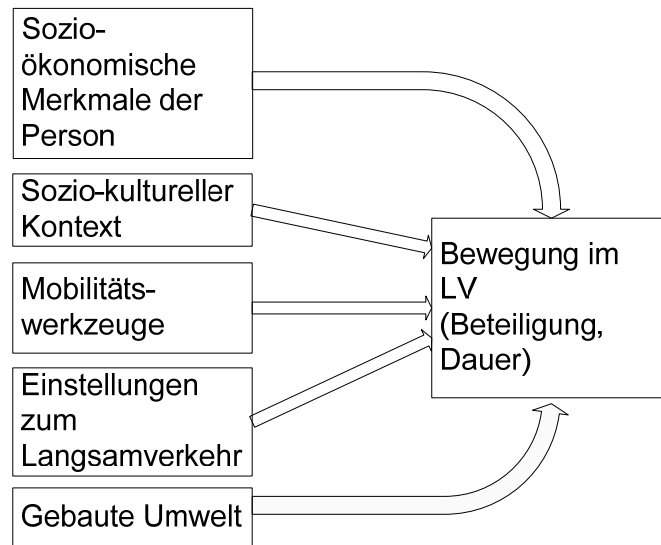 Sozio-
ökonomische
Merkmale der
Person
Sozio-kultureller
Kontext
Mobilitäts-
werkzeuge
Einstellungen
zum
Langsamverkehr
Gebaute Umwelt
Bewegung im
LV
(Beteiligung,
Dauer)